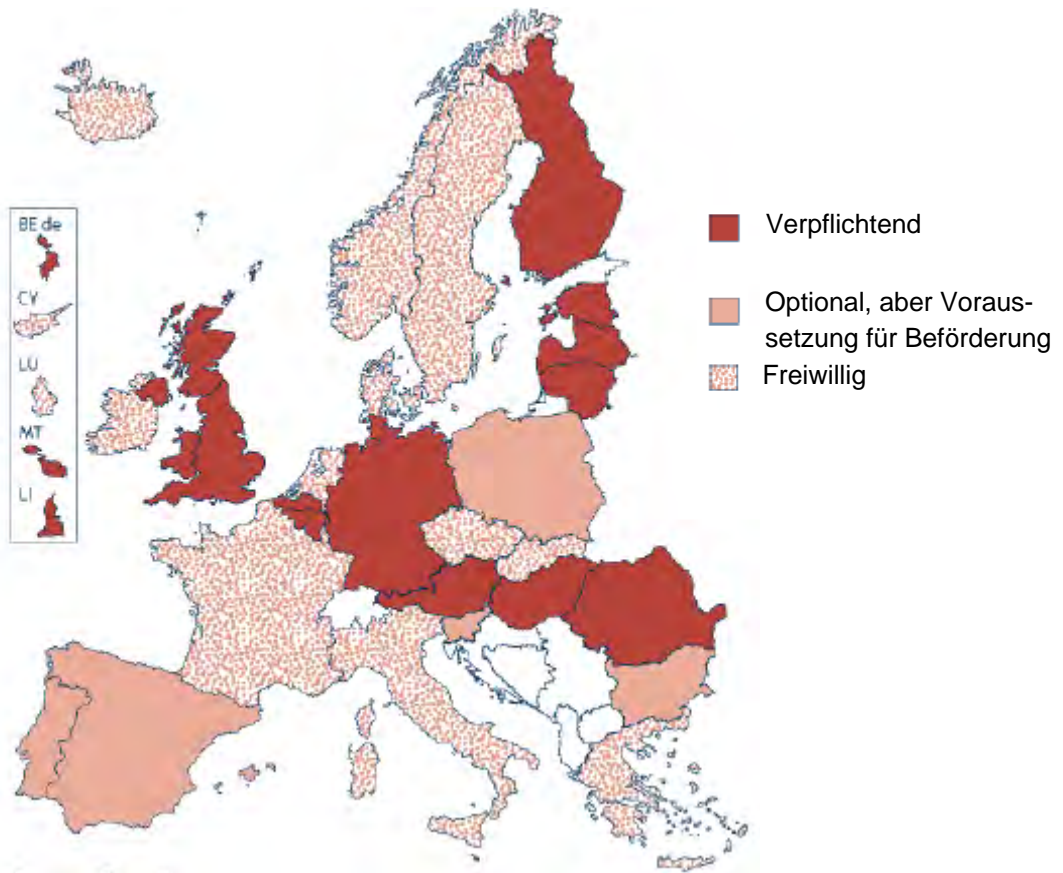 BE de
CY
LU
MT
LI
Verpflichtend
Optional, aber Voraus-
setzung für Beförderung
Freiwillig